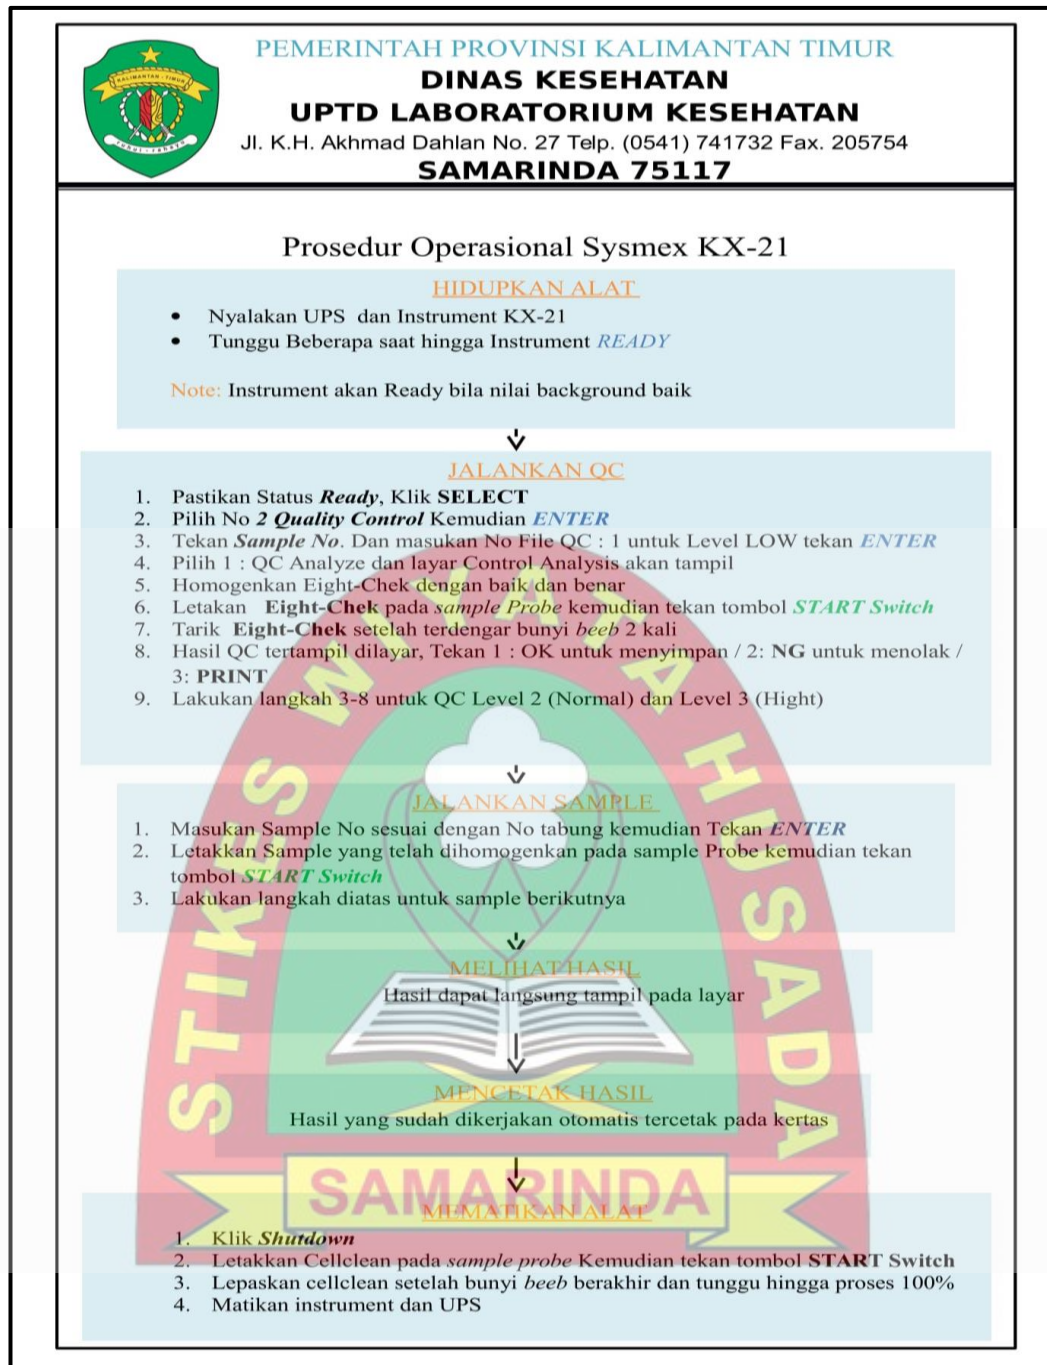 PEMERINTAH PROVINSI KALIMANTAN TIMUR
DINAS KESEHATAN
UPTD LABORATORIUM KESEHATAN
Jl. K.H. Akhmad Dahlan No. 27 Telp. (0541) 741732 Fax. 205754
SAMARINDA 75117
KALIMANTAN - TIMUR
Prosedur Operasional Sysmex KX-21
HIDUPKAN ALAT
• Nyalakan UPS dan Instrument KX-21
• Tunggu Beberapa saat hingga Instrument READY
Note: Instrument akan Ready bila nilai background baik
JALANKAN QC
1. Pastikan Status Ready, Klik SELECT
2. Pilih No 2 Quality Control Kemudian ENTER
3. Tekan Sample No. Dan masukan No File QC : 1 untuk Level LOW tekan ENTER
4. Pilih 1 : QC Analyze dan layar Control Analysis akan tampil
5. Homogenkan Eight-Chek dengan baik dan benar
6. Letakan Eight-Chek pada sample Probe kemudian tekan tombol START Switch
7. Tarik Eight-Chek setelah terdengar bunyi beeb 2 kali
8. Hasil QC tertampil dilayar, Tekan 1 : OK untuk menyimpan / 2: NG untuk menolak /
3: PRINT
9. Lakukan langkah 3-8 untuk QC Level 2 (Normal) dan Level 3 (Hight)
JALANKAN SAMPLE
1. Masukan Sample No sesuai dengan No tabung kemudian Tekan ENTER
2. Letakkan Sample yang telah dihomogenkan pada sample Probe kemudian tekan
tombol START Switch
3. Lakukan langkah diatas untuk sample berikutnya
MELIHAT HASIL
Hasil dapat langsung tampil pada layar
MENCETAK HASIL
Hasil yang sudah dikerjakan otomatis tercetak pada kertas
MEMATIKAN ALAT
1. Klik Shutdown
2. Letakkan Cellclean pada sample probe Kemudian tekan tombol START Switch
3. Lepaskan cellclean setelah bunyi beeb berakhir dan tunggu hingga proses 100%
4. Matikan instrument dan UPS
STIKES WIYATA HUSADA
SAMARINDA